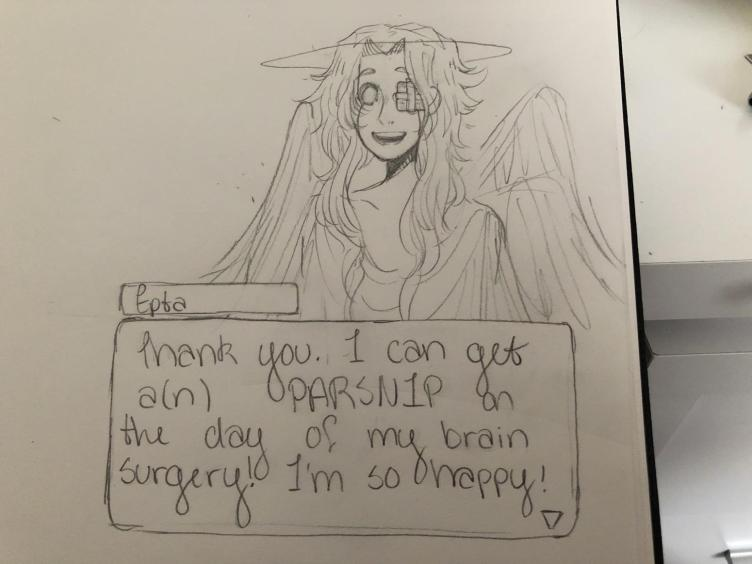 Epta
Thank you. I can get
a(n) PARSNIP on
the day of my brain
surgery! I'm so happy!